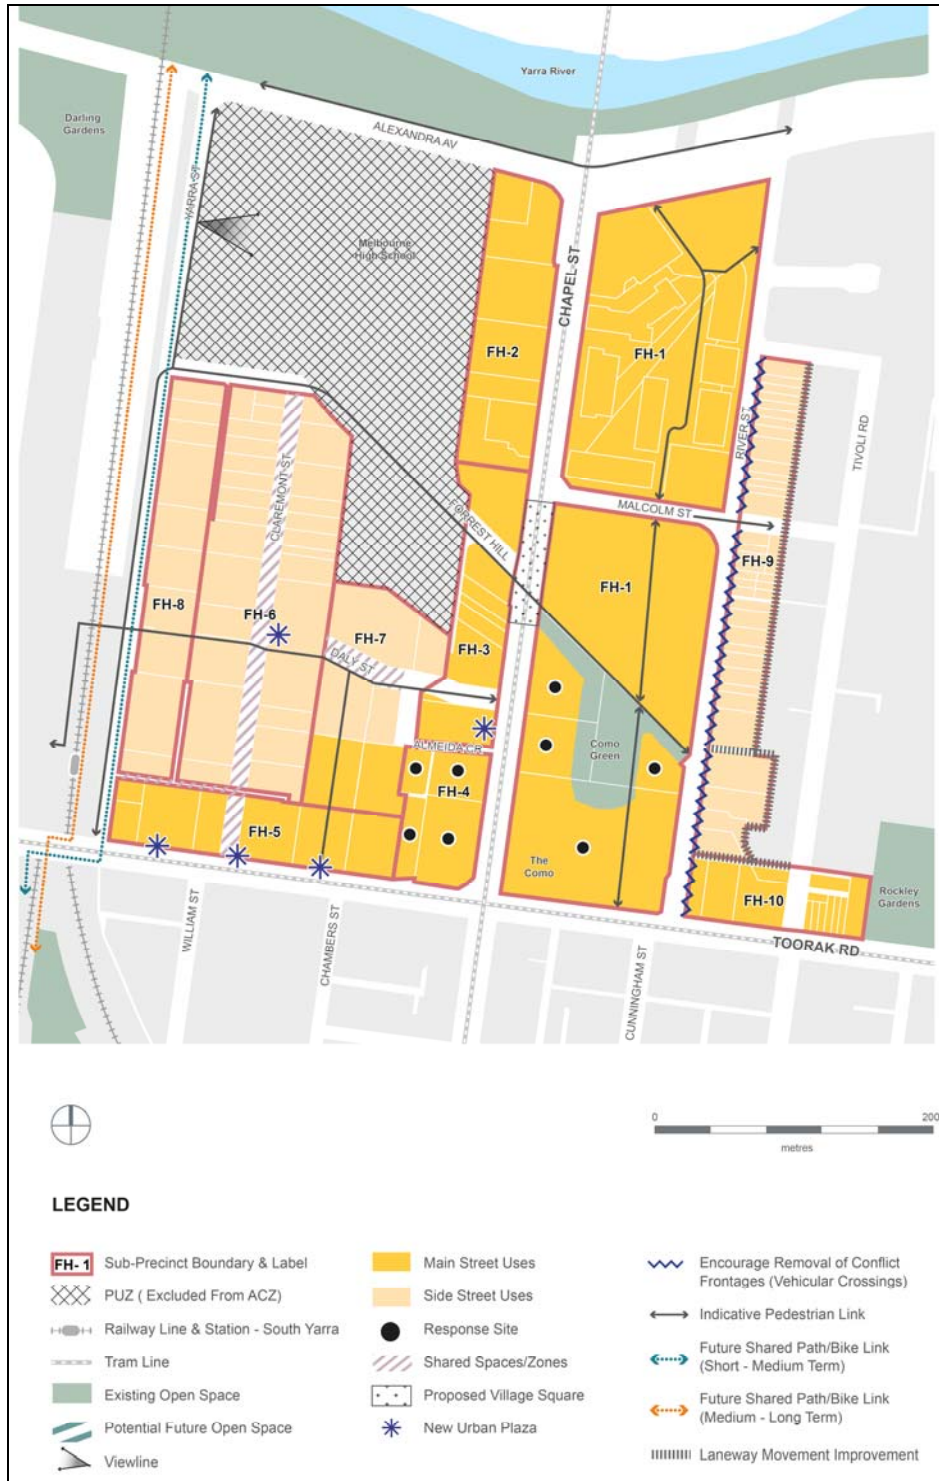 Yarra River
Darling
Gardens
ALEXANDRA AV
YARRA ST
Melbourne
High School
CHAPEL ST
FH-2
FH-1
RIVER ST
TIVOLI RD
CLAREMONT ST
FORREST HILL
MALCOLM ST
FH-1
FH-9
FH-8
FH-6
FH-7
FH-3
DALY ST
ALMEIDA CR
Como
Green
FH-4
FH-5
The
Como
FH-10
Rockley
Gardens
TOORAK RD
WILLIAM ST
CHAMBERS ST
CUNNINGHAM ST
0
200
metres
LEGEND
FH- 1 Sub-Precinct Boundary & Label
PUZ ( Excluded From ACZ)
Railway Line & Station - South Yarra
Tram Line
Existing Open Space
Potential Future Open Space
Viewline
Main Street Uses
Side Street Uses
Response Site
Shared Spaces/Zones
Proposed Village Square
New Urban Plaza
Encourage Removal of Conflict
Frontages (Vehicular Crossings)
Indicative Pedestrian Link
Future Shared Path/Bike Link
(Short - Medium Term)
Future Shared Path/Bike Link
(Medium - Long Term)
Laneway Movement Improvement